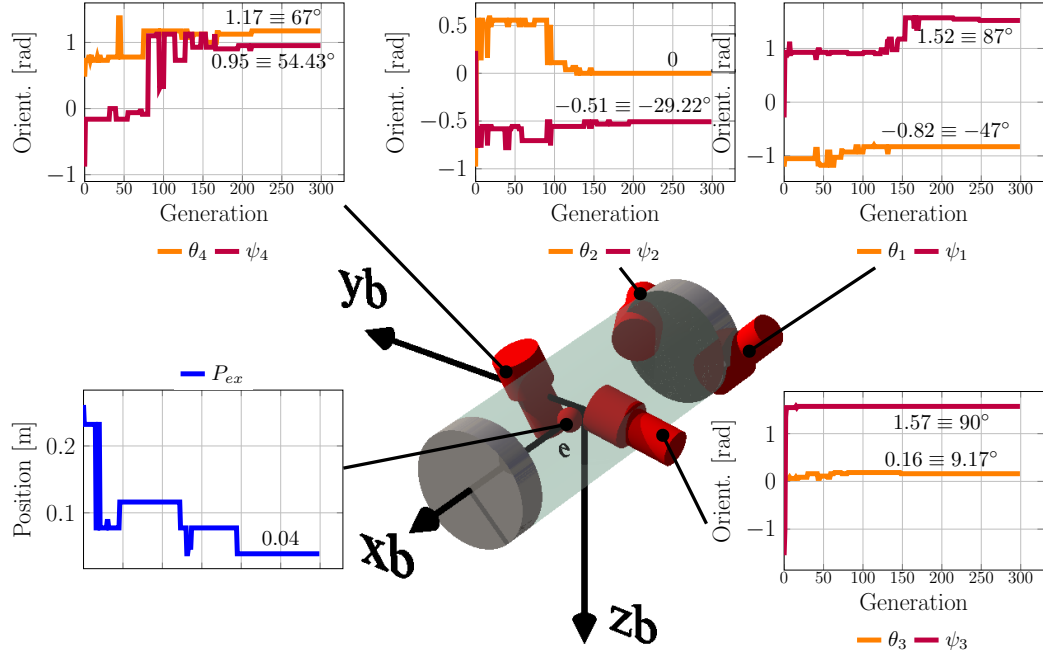 Orient. [rad]
1
0
−1
0 50 100 150 200 250 300
Generation
1.17 ≡ 67°
0.95 ≡ 54.43°
θ₄ ψ₄
Orient. [rad]
0.5
0
−0.5
−1
0 50 100 150 200 250 300
Generation
0
−0.51 ≡ −29.22°
θ₂ ψ₂
Orient. [rad]
1
0
−1
0 50 100 150 200 250 300
Generation
1.52 ≡ 87°
−0.82 ≡ −47°
θ₁ ψ₁
yb
e
xb
zb
P_{ex}
Position [m]
0.2
0.1
0.04
Orient. [rad]
1
0
−1
0 50 100 150 200 250 300
Generation
1.57 ≡ 90°
0.16 ≡ 9.17°
θ₃ ψ₃